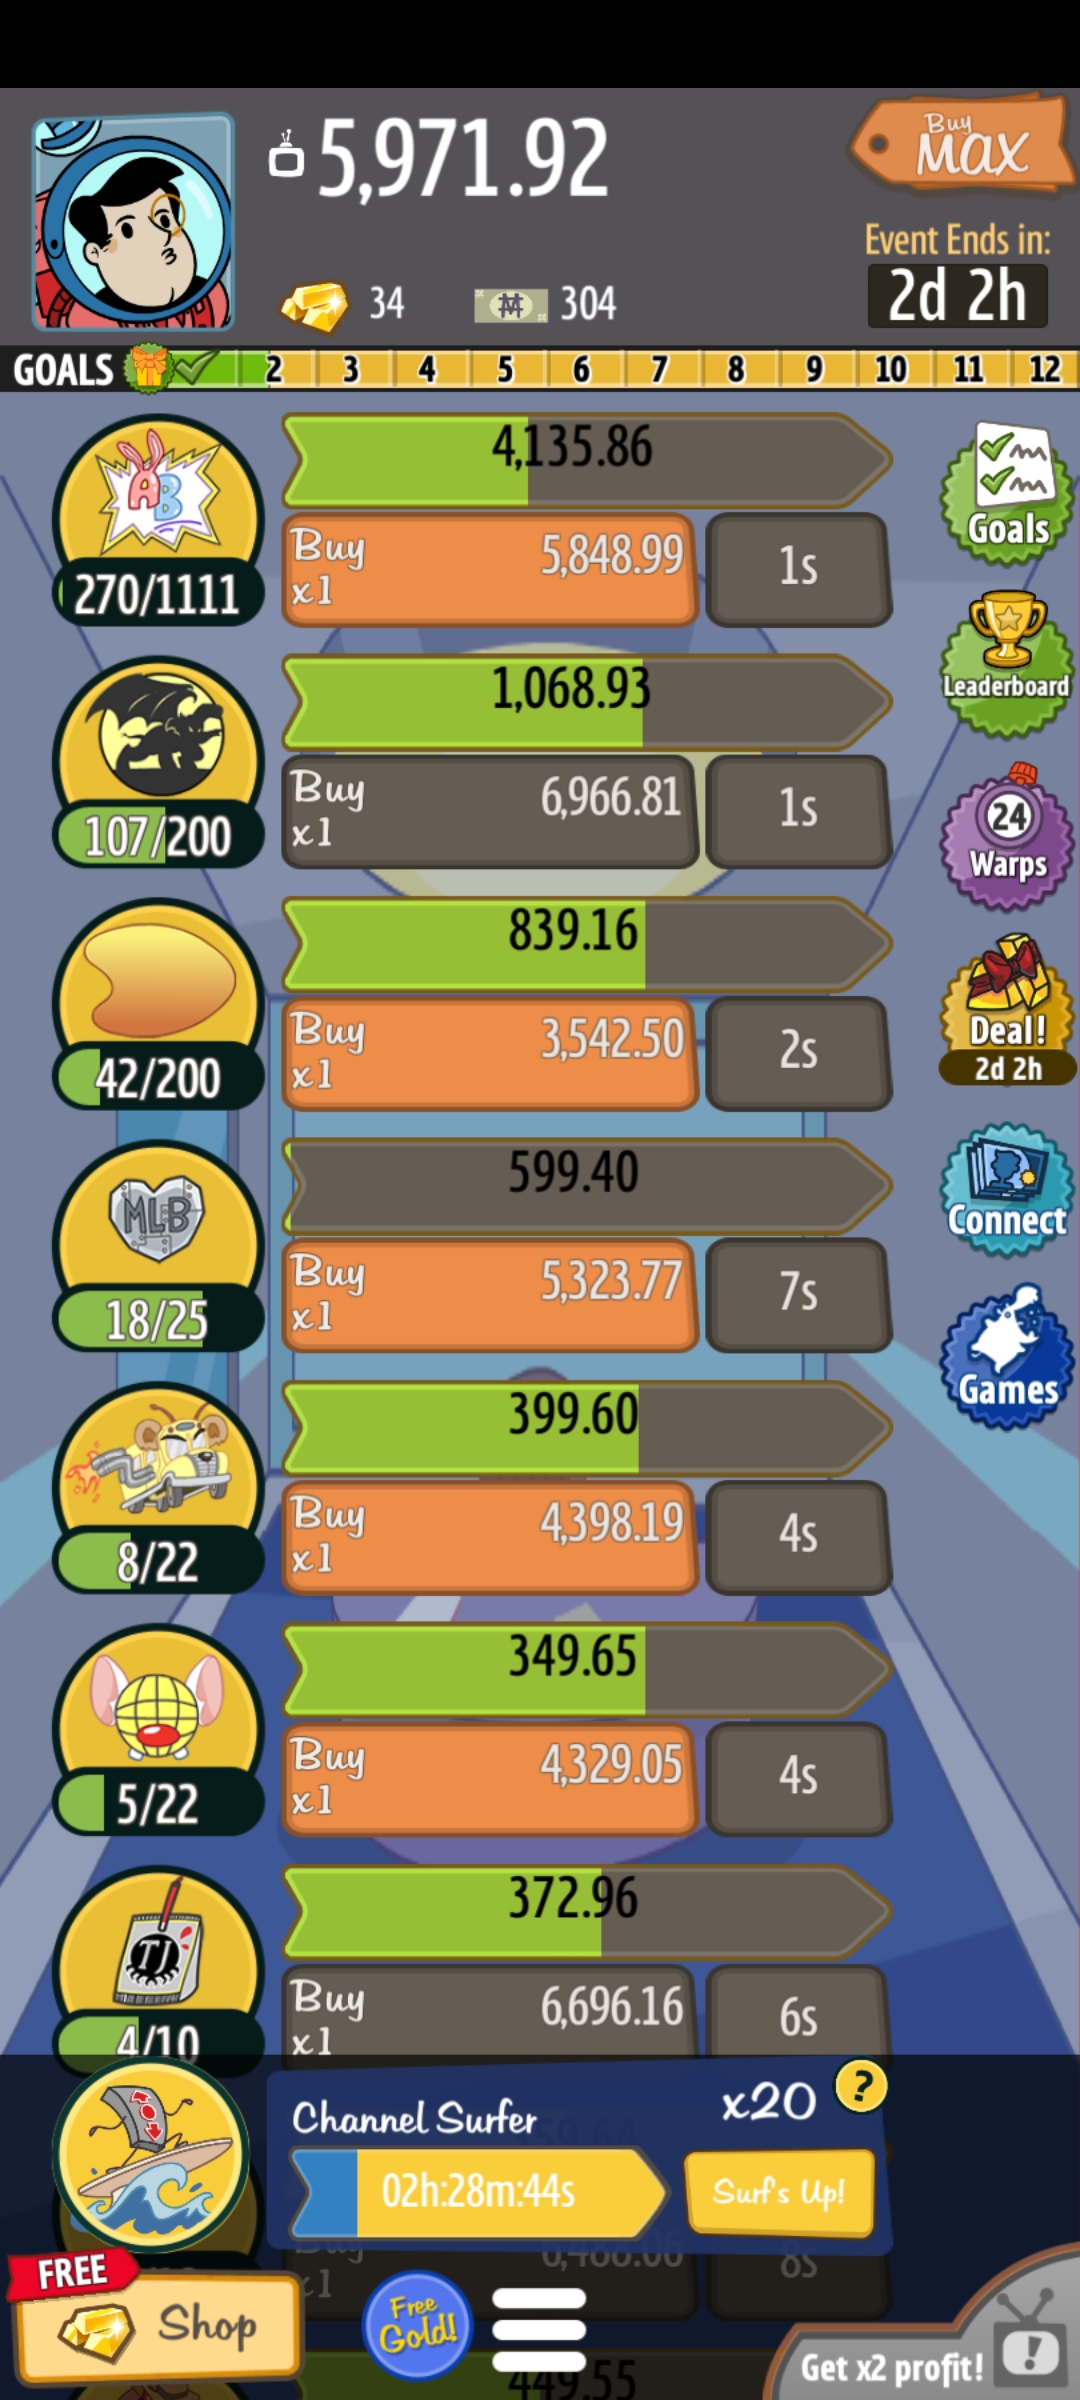 5,971.92
Buy
MAX
Event Ends in:
2d 2h
34
304
GOALS 2 3 4 5 6 7 8 9 10 11 12
AB
4,135.86
270/1111
Buy
x1
5,848.99
1s
Goals
1,068.93
107/200
Buy
x1
6,966.81
1s
Leaderboard
24
Warps
839.16
42/200
Buy
x1
3,542.50
2s
Deal!
2d 2h
MLB
599.40
18/25
Buy
x1
5,323.77
7s
Connect
399.60
8/22
Buy
x1
4,398.19
4s
Games
349.65
5/22
Buy
x1
4,329.05
4s
TJ
372.96
4/10
Buy
x1
6,696.16
6s
Channel Surfer
x20
?
02h:28m:44s
Surf's Up!
Buy
x1
8s
FREE
Shop
Free
Gold!
449.55
Get x2 profit!
!